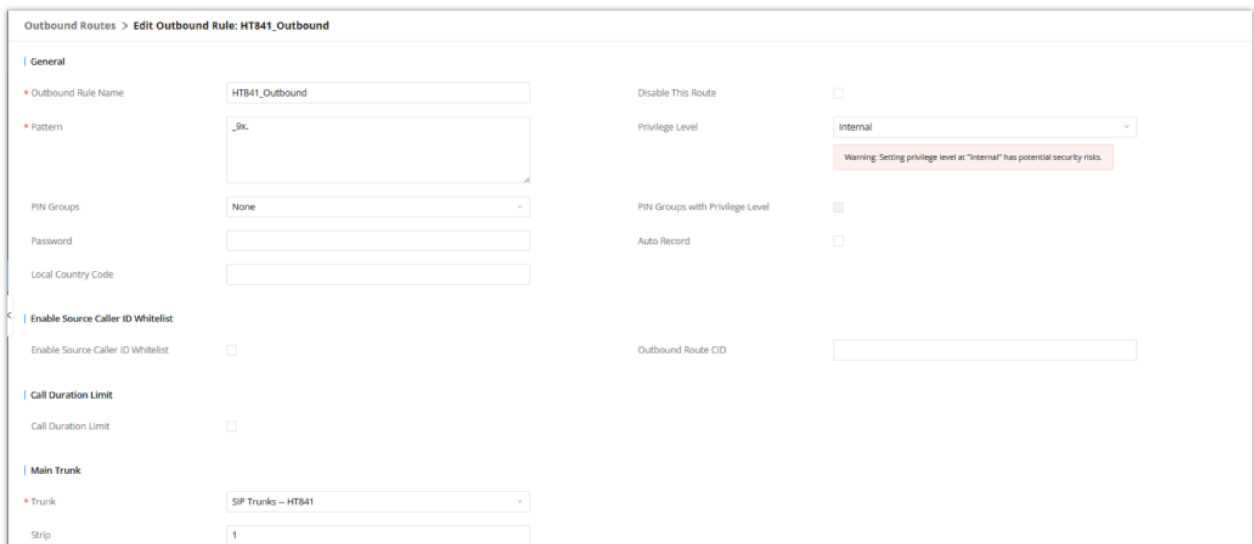 Outbound Routes > Edit Outbound Rule: HT841_Outbound
General
* Outbound Rule Name HT841_Outbound Disable This Route
* Pattern _9x. Privilege Level Internal
Warning: Setting privilege level at "Internal" has potential security risks.
PIN Groups None PIN Groups with Privilege Level
Password Auto Record
Local Country Code
Enable Source Caller ID Whitelist
Enable Source Caller ID Whitelist Outbound Route CID
Call Duration Limit
Call Duration Limit
Main Trunk
* Trunk SIP Trunks -- HT841
Strip 1